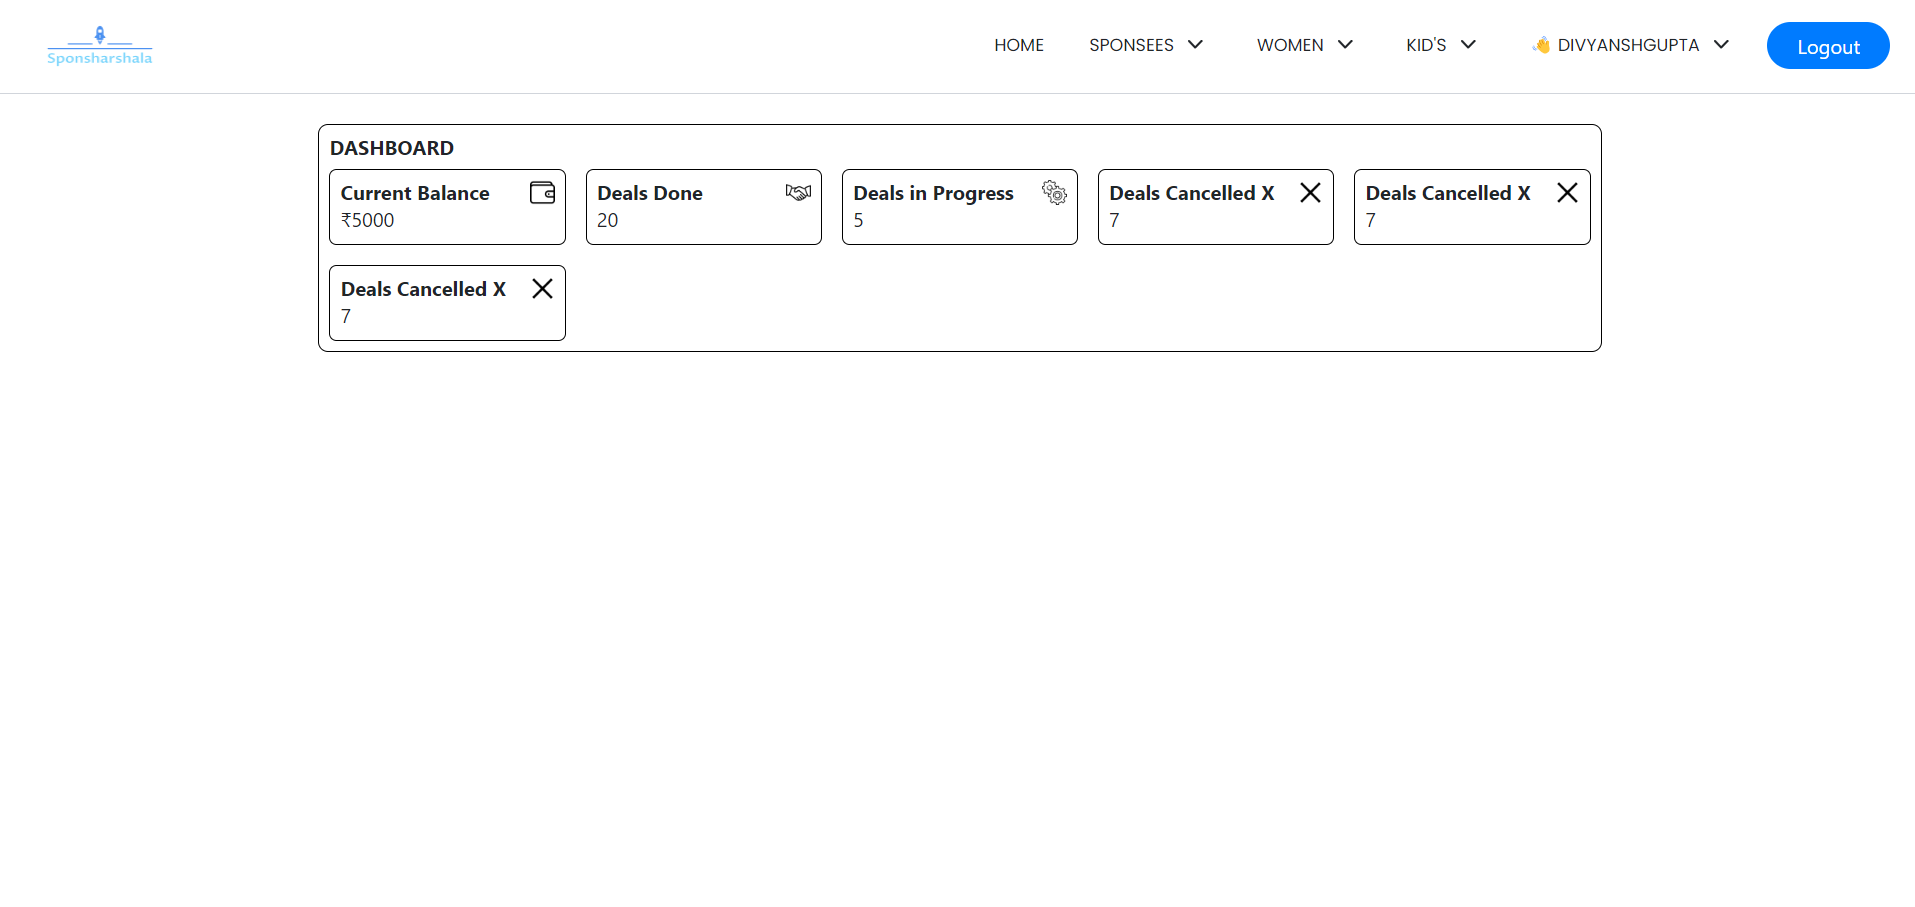 Sponsharshala
HOME SPONSEES WOMEN KID'S 👋 DIVYANSHGUPTA Logout
DASHBOARD
Current Balance
₹5000
Deals Done
20
Deals in Progress
5
Deals Cancelled X
7
Deals Cancelled X
7
Deals Cancelled X
7